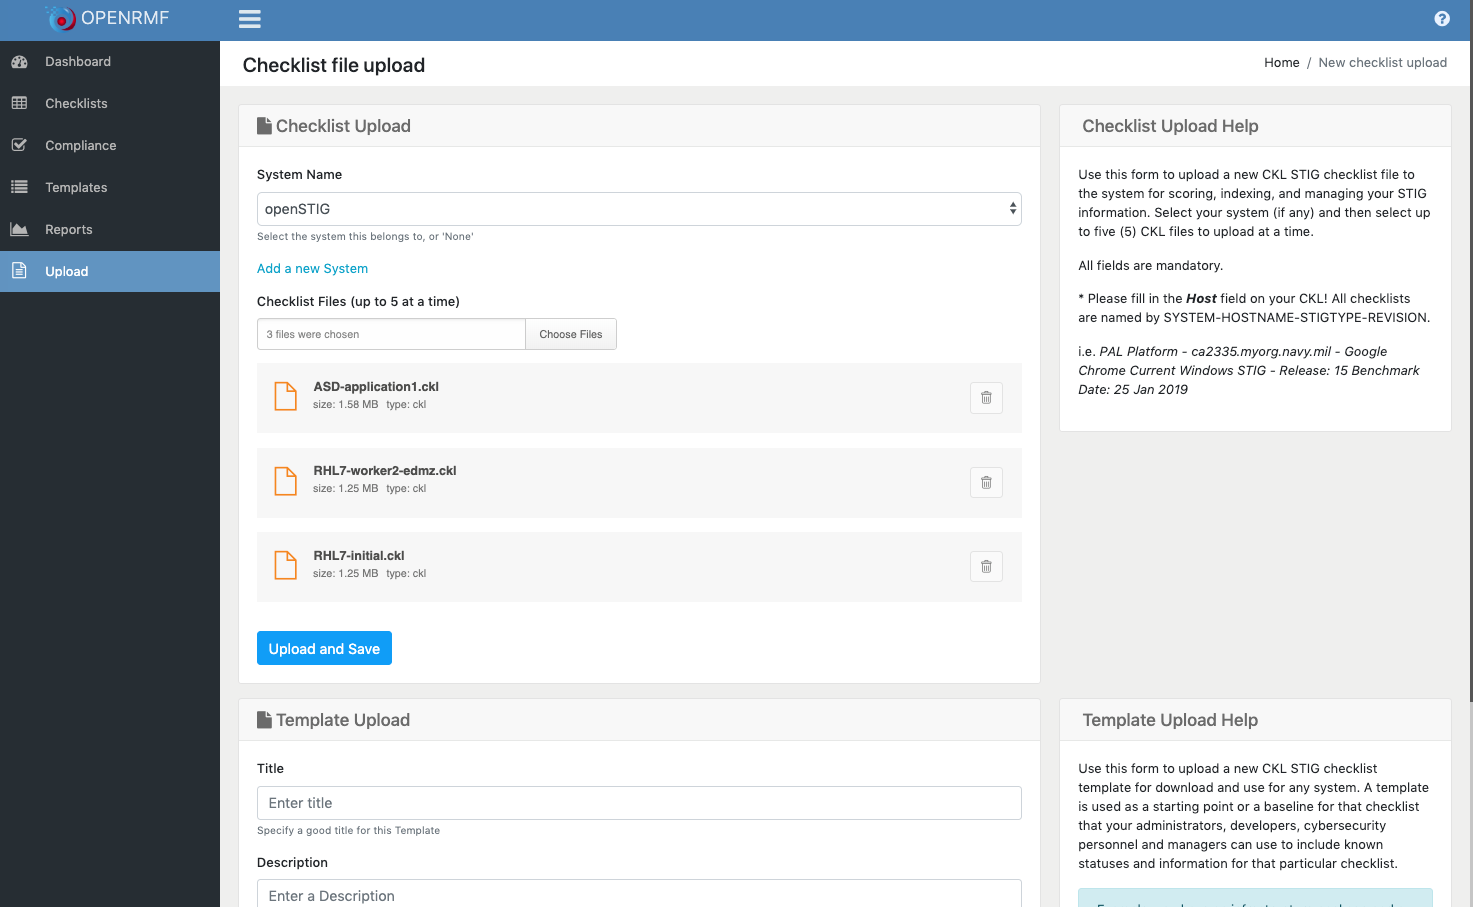 OPENRMF
Dashboard
Checklists
Compliance
Templates
Reports
Upload
Checklist file upload
Home / New checklist upload
Checklist Upload
System Name
openSTIG
Select the system this belongs to, or 'None'
Add a new System
Checklist Files (up to 5 at a time)
3 files were chosen
Choose Files
ASD-application1.ckl
size: 1.58 MB type: ckl
RHL7-worker2-edmz.ckl
size: 1.25 MB type: ckl
RHL7-initial.ckl
size: 1.25 MB type: ckl
Upload and Save
Checklist Upload Help
Use this form to upload a new CKL STIG checklist file to
the system for scoring, indexing, and managing your STIG
information. Select your system (if any) and then select up
to five (5) CKL files to upload at a time.
All fields are mandatory.
* Please fill in the Host field on your CKL! All checklists
are named by SYSTEM-HOSTNAME-STIGTYPE-REVISION.
i.e. PAL Platform - ca2335.myorg.navy.mil - Google
Chrome Current Windows STIG - Release: 15 Benchmark
Date: 25 Jan 2019
Template Upload
Title
Enter title
Specify a good title for this Template
Description
Enter a Description
Template Upload Help
Use this form to upload a new CKL STIG checklist
template for download and use for any system. A template
is used as a starting point or a baseline for that checklist
that your administrators, developers, cybersecurity
personnel and managers can use to include known
statuses and information for that particular checklist.